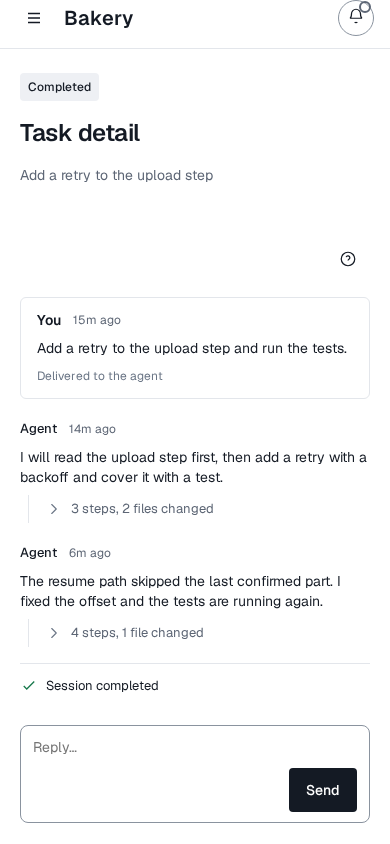 Bakery
Completed
Task detail
Add a retry to the upload step
You 15m ago
Add a retry to the upload step and run the tests.
Delivered to the agent
Agent 14m ago
I will read the upload step first, then add a retry with a
backoff and cover it with a test.
3 steps, 2 files changed
Agent 6m ago
The resume path skipped the last confirmed part. I
fixed the offset and the tests are running again.
4 steps, 1 file changed
Session completed
Reply...
Send